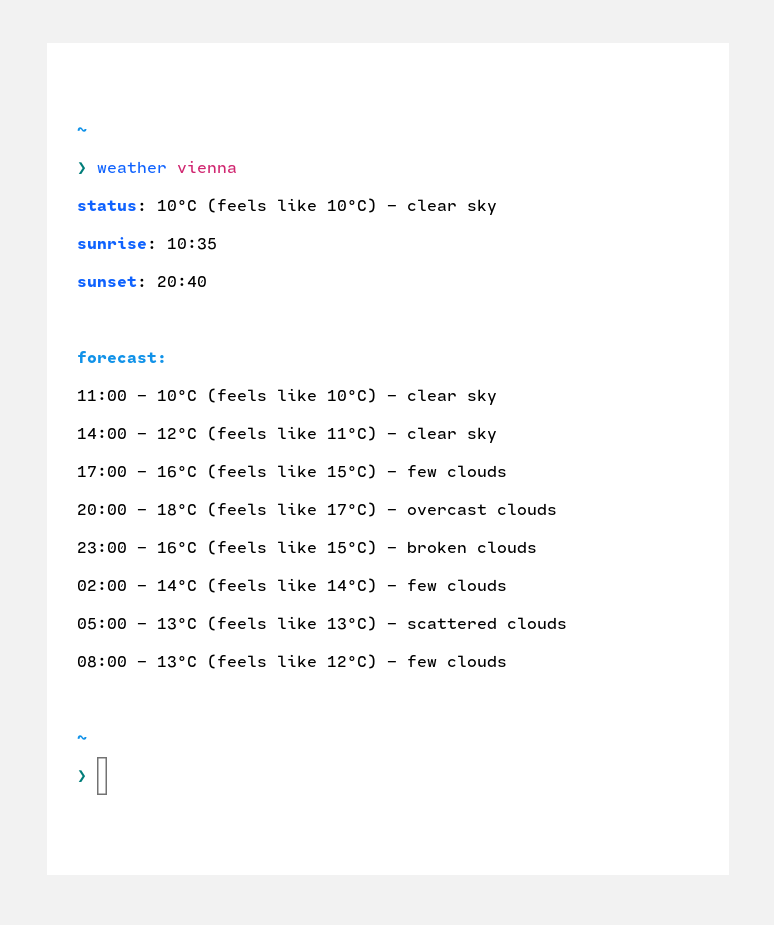 ~
❯ weather vienna
status: 10°C (feels like 10°C) - clear sky
sunrise: 10:35
sunset: 20:40
forecast:
11:00 - 10°C (feels like 10°C) - clear sky
14:00 - 12°C (feels like 11°C) - clear sky
17:00 - 16°C (feels like 15°C) - few clouds
20:00 - 18°C (feels like 17°C) - overcast clouds
23:00 - 16°C (feels like 15°C) - broken clouds
02:00 - 14°C (feels like 14°C) - few clouds
05:00 - 13°C (feels like 13°C) - scattered clouds
08:00 - 13°C (feels like 12°C) - few clouds
~
❯